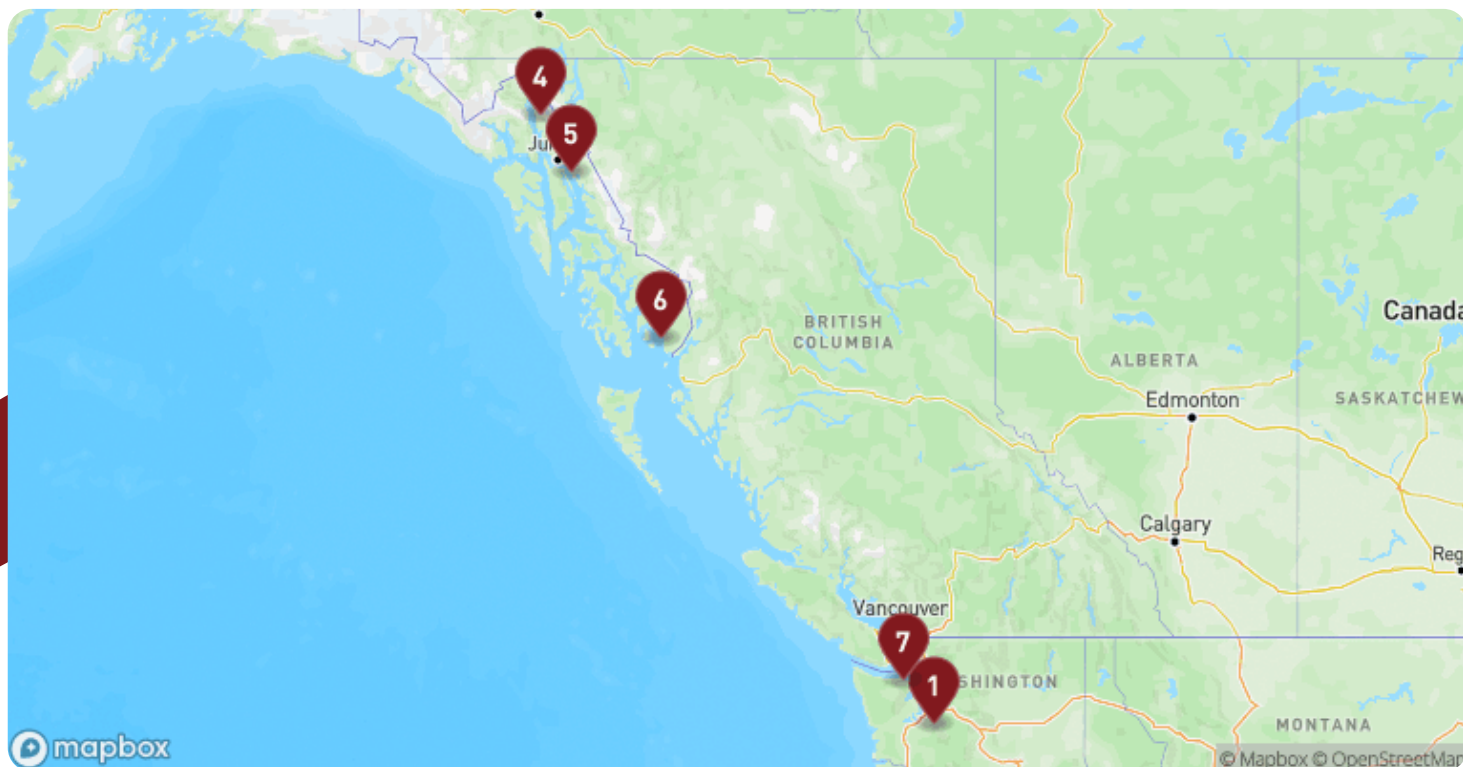 4
5
Ju
6
BRITISH
COLUMBIA
Canada
ALBERTA
Edmonton
SASKATCHEW
Calgary
Reg
Vancouver
7
1
SHINGTON
MONTANA
mapbox
© Mapbox © OpenStreetMap